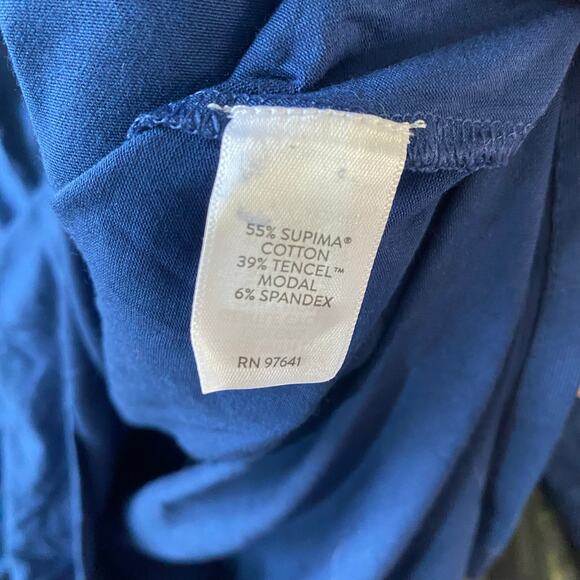 55% SUPIMA®
COTTON
39% TENCEL™
MODAL
6% SPANDEX
RN 97641